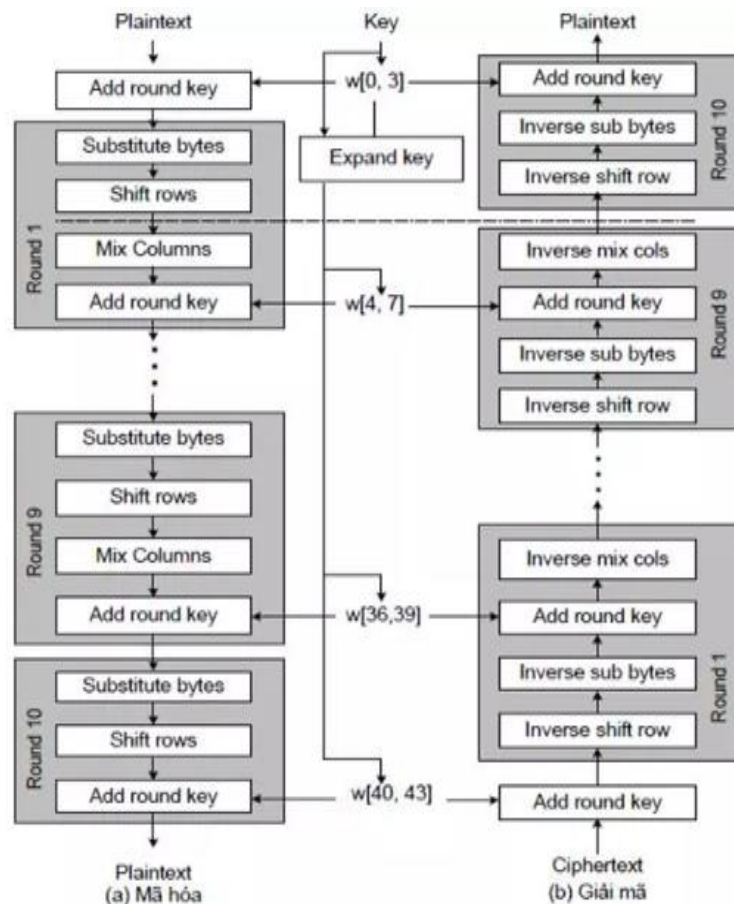 Plaintext
Add round key
Round 1
Substitute bytes
Shift rows
Mix Columns
Add round key
Round 9
Substitute bytes
Shift rows
Mix Columns
Add round key
Round 10
Substitute bytes
Shift rows
Add round key
Plaintext
(a) Mã hóa
Key
w[0, 3]
Expand key
w[4, 7]
w[36,39]
w[40, 43]
Plaintext
Add round key
Inverse sub bytes
Inverse shift row
Round 10
Inverse mix cols
Add round key
Inverse sub bytes
Inverse shift row
Round 9
Inverse mix cols
Add round key
Inverse sub bytes
Inverse shift row
Round 1
Add round key
Ciphertext
(b) Giải mã